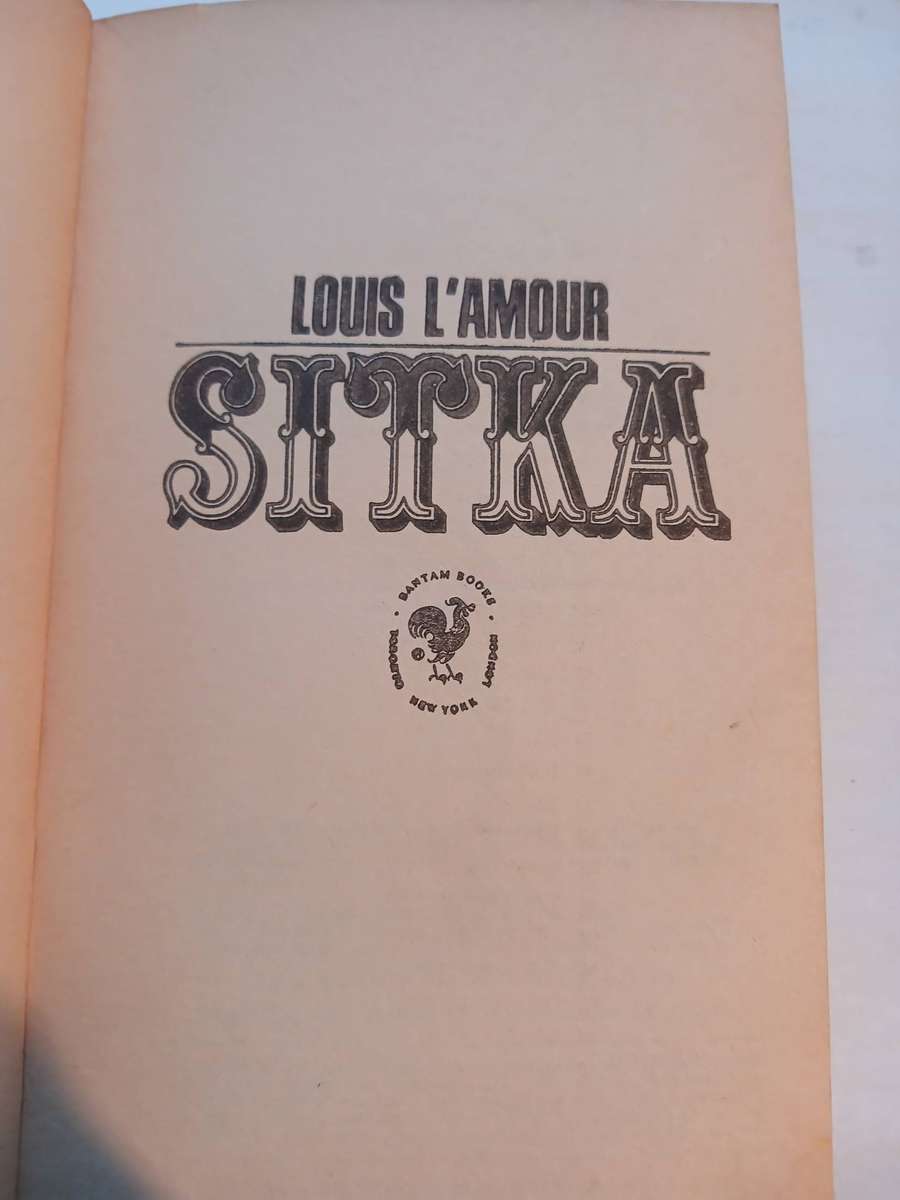 LOUIS L'AMOUR
SITKA
BANTAM BOOKS
TORONTO
LONDON
NEW YORK